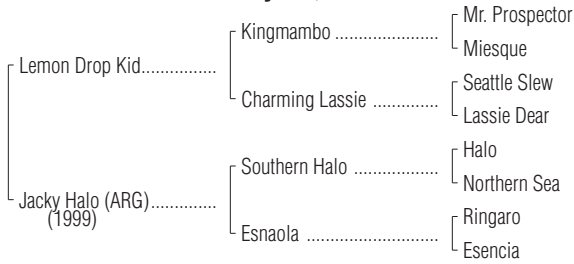 Mr. Prospector
Kingmambo ....................
Miesque
Lemon Drop Kid................
Seattle Slew
Charming Lassie ..............
Lassie Dear
Halo
Southern Halo .................
Northern Sea
Jacky Halo (ARG)..............
(1999)
Ringaro
Esnaola ..........................
Esencia